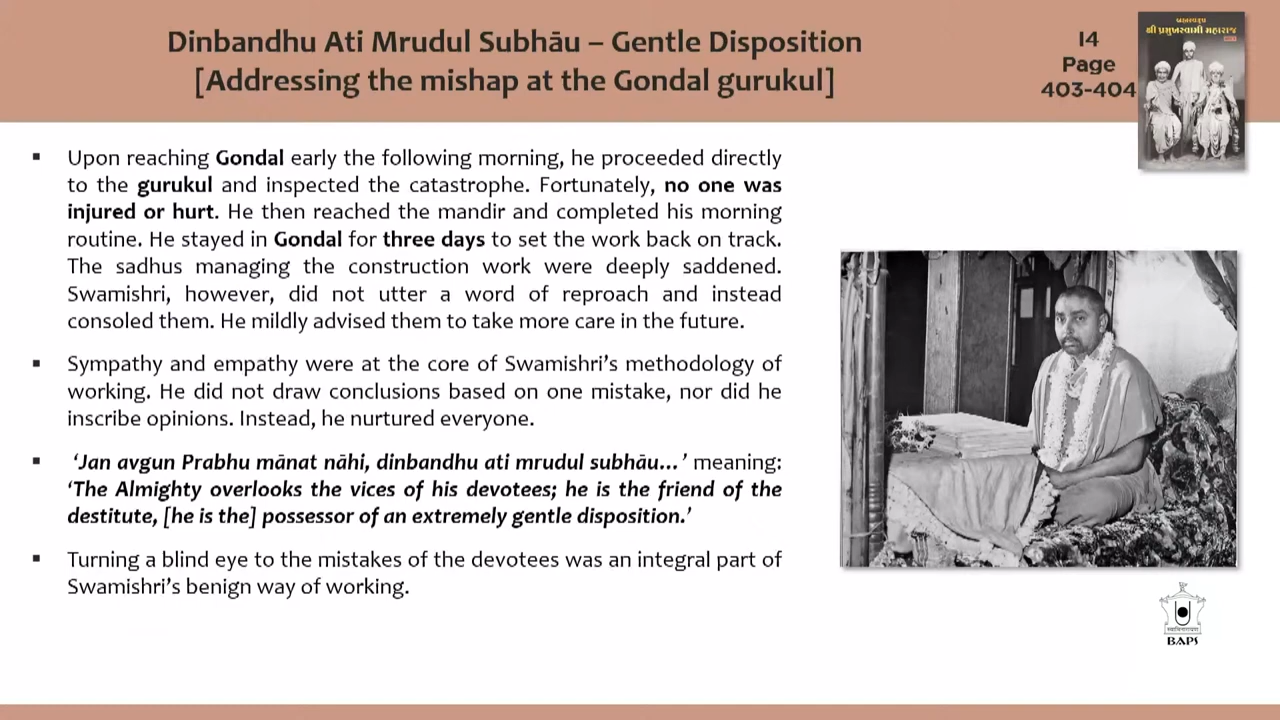 Dinbandhu Ati Mrudul Subhāu – Gentle Disposition
[Addressing the mishap at the Gondal gurukul]
14
Page
403-404
શ્રી પ્રમુખસ્વામી મહારાજ
▪ Upon reaching Gondal early the following morning, he proceeded directly
to the gurukul and inspected the catastrophe. Fortunately, no one was
injured or hurt. He then reached the mandir and completed his morning
routine. He stayed in Gondal for three days to set the work back on track.
The sadhus managing the construction work were deeply saddened.
Swamishri, however, did not utter a word of reproach and instead
consoled them. He mildly advised them to take more care in the future.
▪ Sympathy and empathy were at the core of Swamishri’s methodology of
working. He did not draw conclusions based on one mistake, nor did he
inscribe opinions. Instead, he nurtured everyone.
▪ ‘Jan avgun Prabhu mānat nāhi, dinbandhu ati mrudul subhāu…’ meaning:
‘The Almighty overlooks the vices of his devotees; he is the friend of the
destitute, [he is the] possessor of an extremely gentle disposition.’
▪ Turning a blind eye to the mistakes of the devotees was an integral part of
Swamishri’s benign way of working.
BAPS